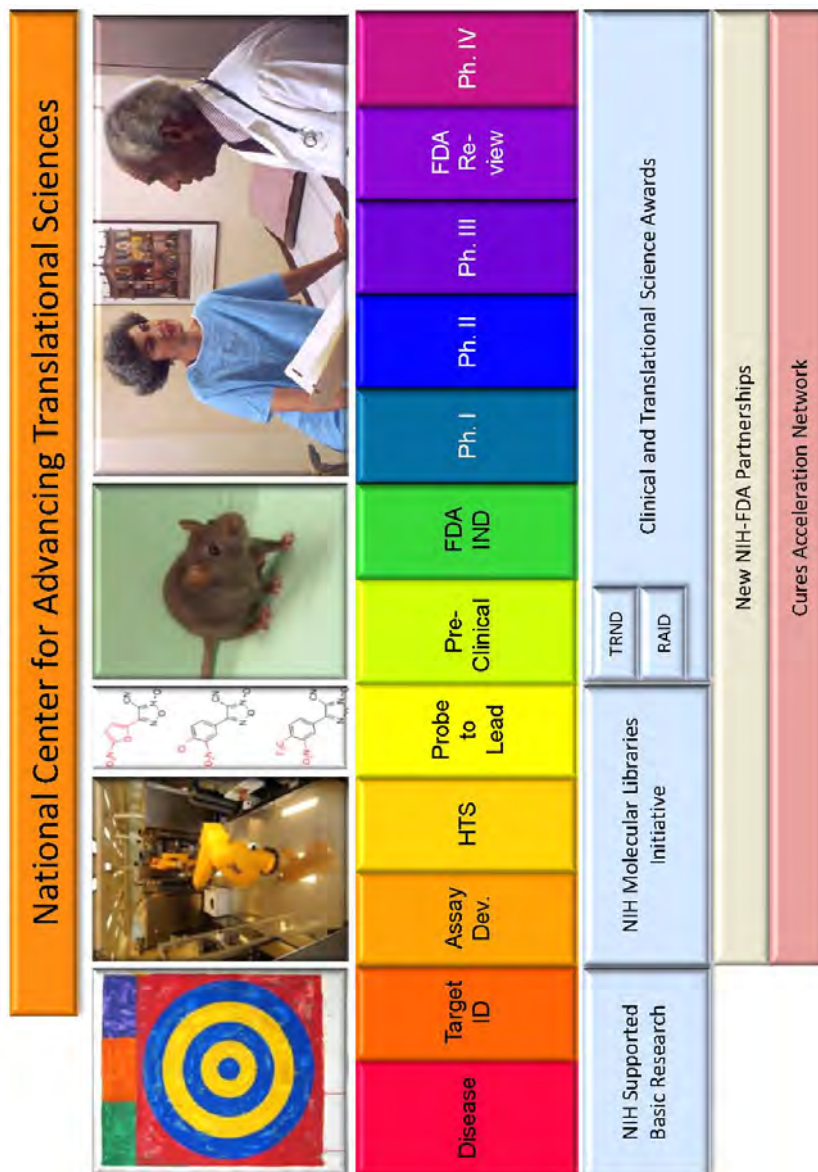 National Center for Advancing Translational Sciences
Disease
Target
ID
Assay
Dev.
HTS
Probe
to
Lead
Pre-
Clinical
FDA
IND
Ph. I
Ph. II
Ph. III
FDA
Re-
view
Ph. IV
NIH Supported
Basic Research
NIH Molecular Libraries
Initiative
TRND
RAID
Clinical and Translational Science Awards
New NIH-FDA Partnerships
Cures Acceleration Network